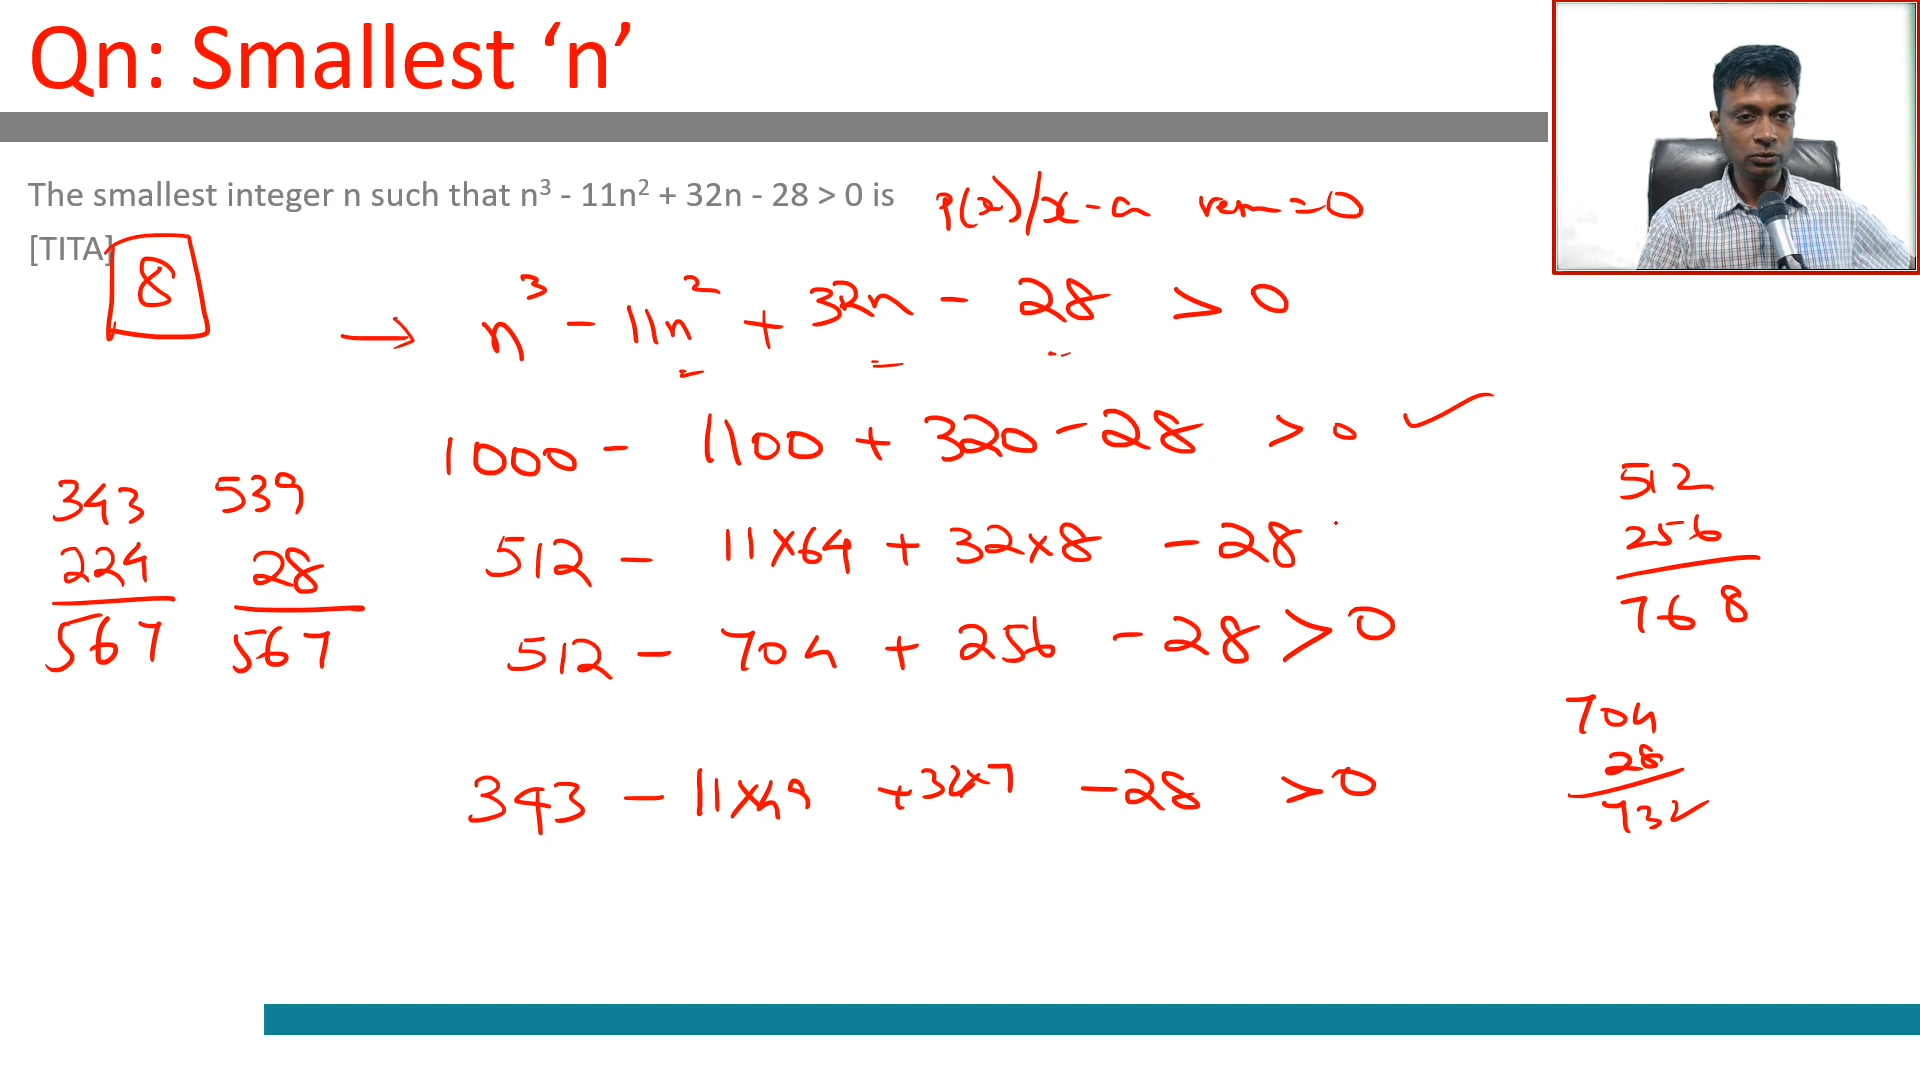 Qn: Smallest ‘n’
The smallest integer n such that n³ - 11n² + 32n - 28 > 0 is
[TITA]
p(x)/x-a rem=0
8
→ n³ - 11n² + 32n - 28 > 0
1000 - 1100 + 320 - 28 > 0 ✓
512 - 11×64 + 32×8 - 28
512 - 704 + 256 - 28 > 0
343 - 11×49 + 32×7 - 28 > 0
343
224
567
539
28
567
512
256
768
704
28
732